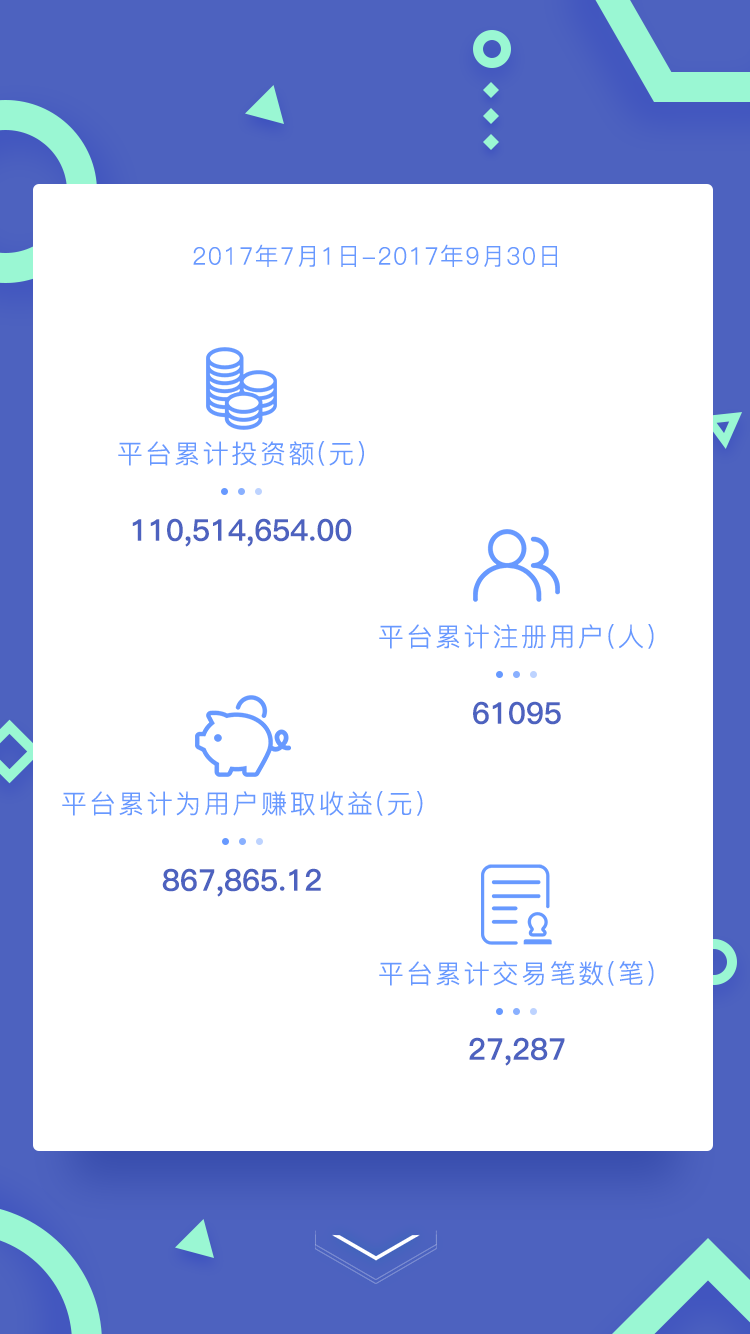 2017年7月1日-2017年9月30日
平台累计投资额(元)
110,514,654.00
平台累计注册用户(人)
61095
平台累计为用户赚取收益(元)
867,865.12
平台累计交易笔数(笔)
27,287